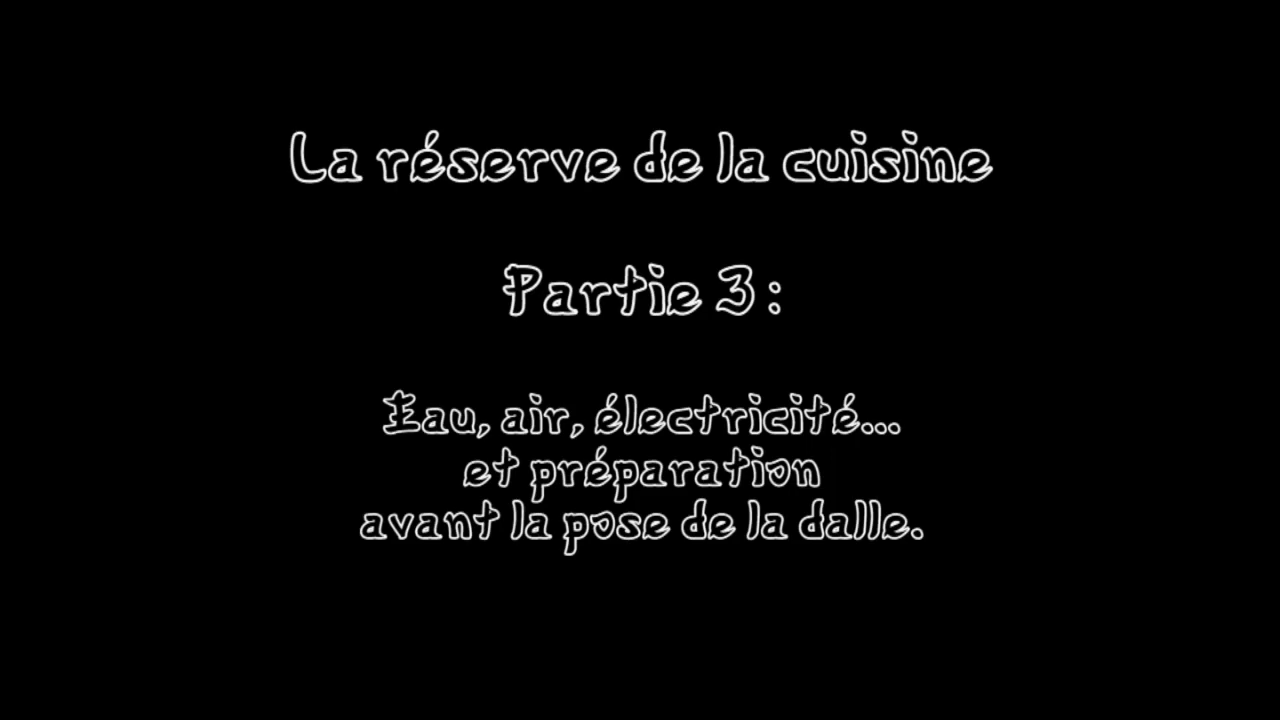 La réserve de la cuisine
Partie 3 :
Eau, air, électricité...
et préparation
avant la pose de la dalle.